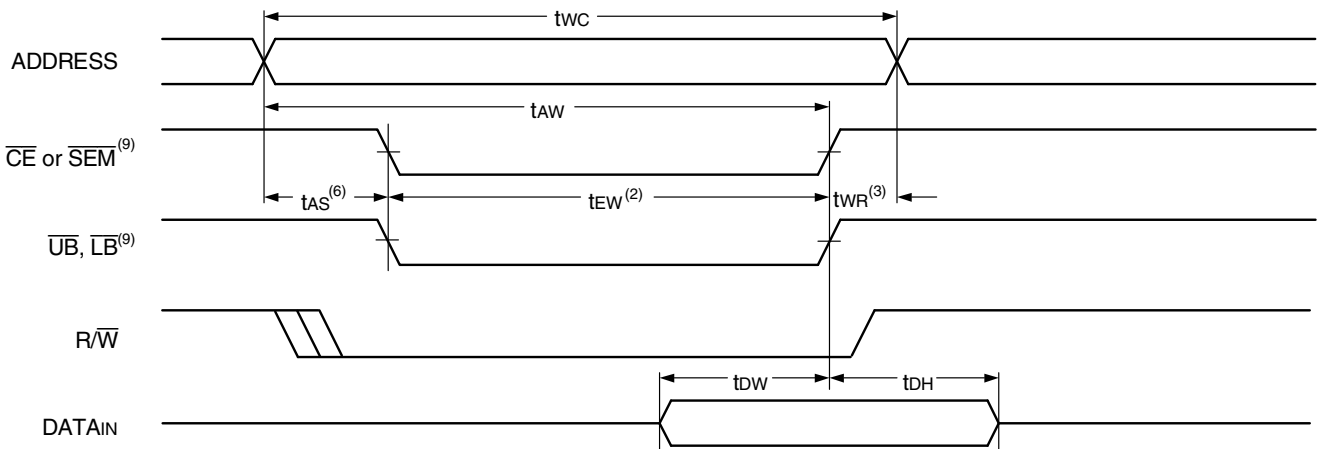 tWC
ADDRESS
tAW
CE or SEM(9)
tAS(6) tEW(2) tWR(3)
UB, LB(9)
R/W
tDW tDH
DATAIN